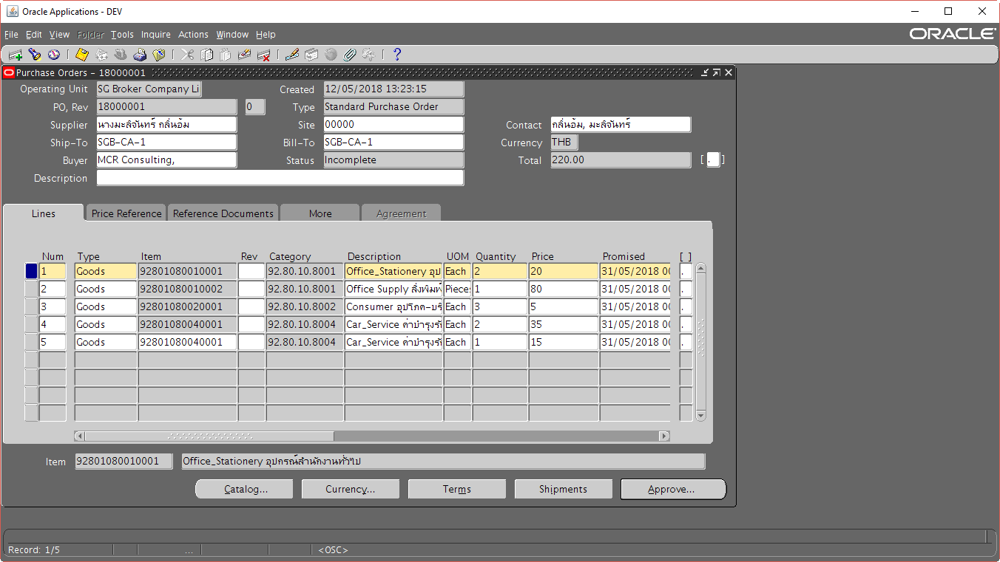 Oracle Applications - DEV
File Edit View Folder Tools Inquire Actions Window Help
ORACLE
Purchase Orders - 18000001
Operating Unit SG Broker Company Li Created 12/05/2018 13:23:15
PO, Rev 18000001 0 Type Standard Purchase Order
Supplier นางมะลิจันทร์ กลิ่นอ้ม Site 00000 Contact กลิ่นอ้ม, มะลิจันทร์
Ship-To SGB-CA-1 Bill-To SGB-CA-1 Currency THB
Buyer MCR Consulting, Status Incomplete Total 220.00 [ . ]
Description
Lines Price Reference Reference Documents More Agreement
Num Type Item Rev Category Description UOM Quantity Price Promised [ ]
1 Goods 92801080010001 92.80.10.8001 Office_Stationery อุป Each 2 20 31/05/2018 00 .
2 Goods 92801080010002 92.80.10.8001 Office Supply สิ่งพิมพ์ Pieces 1 80 31/05/2018 00 .
3 Goods 92801080020001 92.80.10.8002 Consumer อุปโภค-บริ Each 3 5 31/05/2018 00 .
4 Goods 92801080040001 92.80.10.8004 Car_Service ค่าบำรุงรั Each 2 35 31/05/2018 00 .
5 Goods 92801080040001 92.80.10.8004 Car_Service ค่าบำรุงรั Each 1 15 31/05/2018 00 .
Item 92801080010001 Office_Stationery อุปกรณ์สำนักงานทั่วไป
Catalog... Currency... Terms Shipments Approve...
Record: 1/5 ... <OSC>